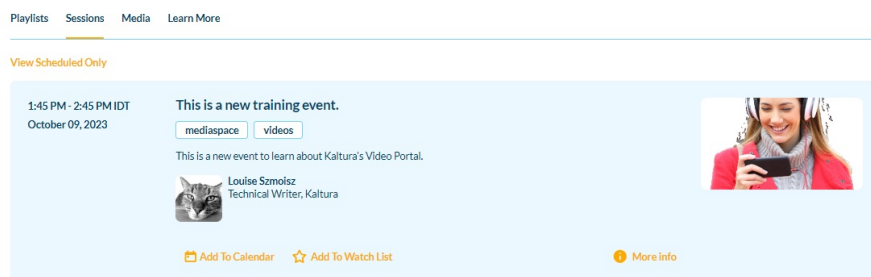 Playlists Sessions Media Learn More
View Scheduled Only
1:45 PM - 2:45 PM IDT
October 09, 2023
This is a new training event.
mediaspace videos
This is a new event to learn about Kaltura's Video Portal.
Louise Szmoisz
Technical Writer, Kaltura
Add To Calendar Add To Watch List More info